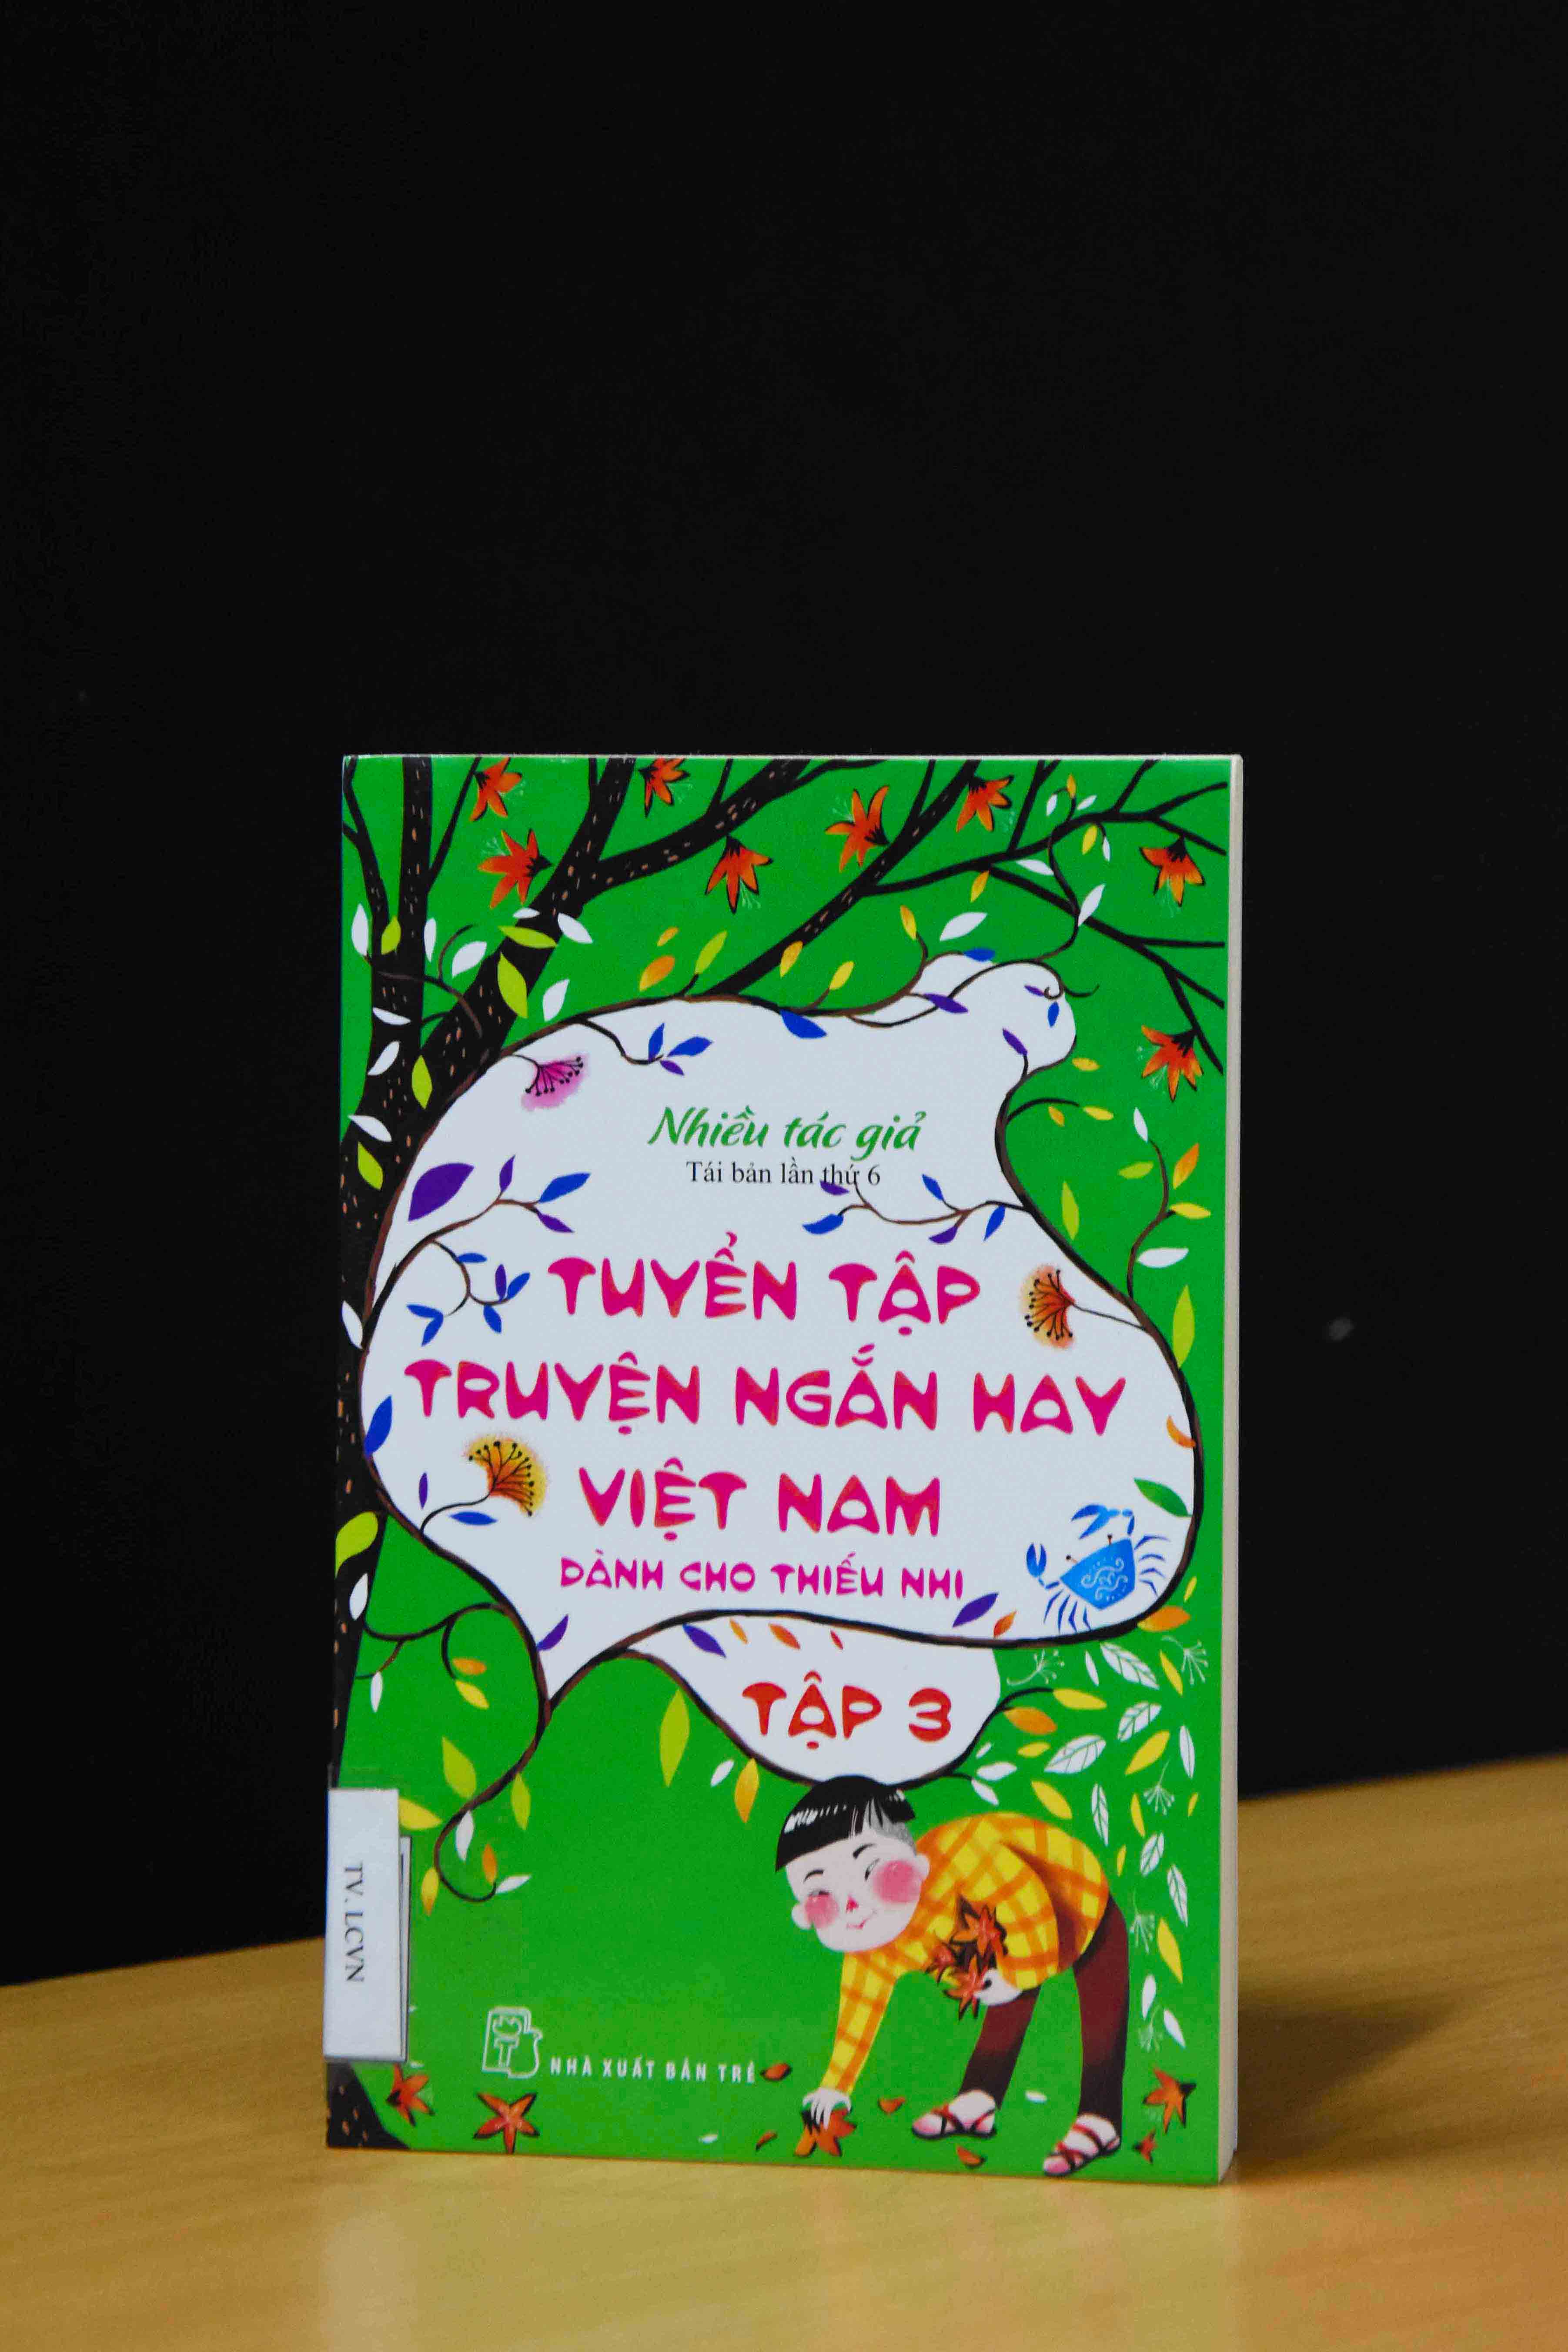 Nhiều tác giả
Tái bản lần thứ 6
TUYỂN TẬP
TRUYỆN NGẮN HAY
VIỆT NAM
DÀNH CHO THIẾU NHI
TẬP 3
TV. LCVN
NHÀ XUẤT BẢN TRẺ